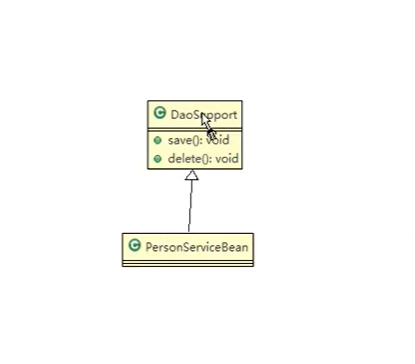 C DaoSupport
save(): void
delete(): void
C PersonServiceBean